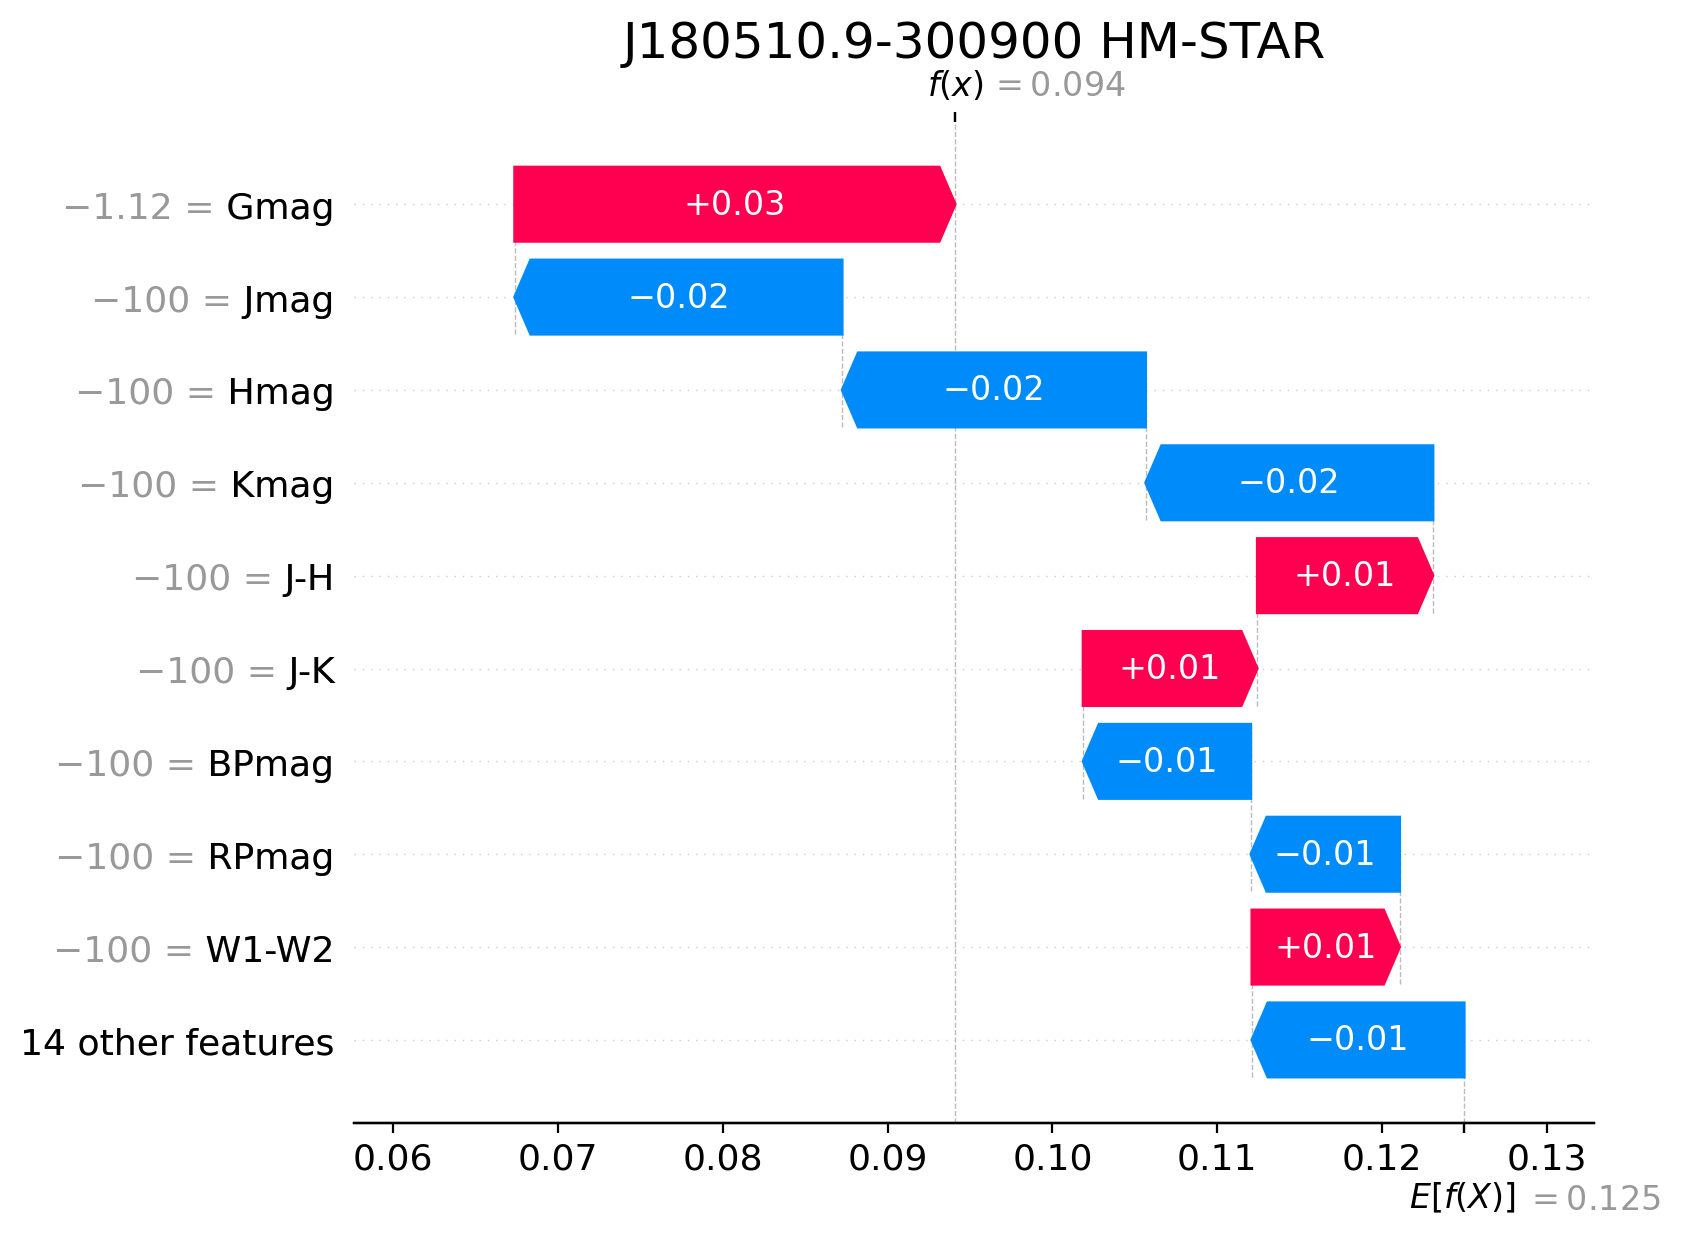 J180510.9-300900 HM-STAR
f(x) = 0.094
−1.12 = Gmag
+0.03
−100 = Jmag
−0.02
−100 = Hmag
−0.02
−100 = Kmag
−0.02
−100 = J-H
+0.01
−100 = J-K
+0.01
−100 = BPmag
−0.01
−100 = RPmag
−0.01
−100 = W1-W2
+0.01
14 other features
−0.01
0.06 0.07 0.08 0.09 0.10 0.11 0.12 0.13
E[f(X)] = 0.125